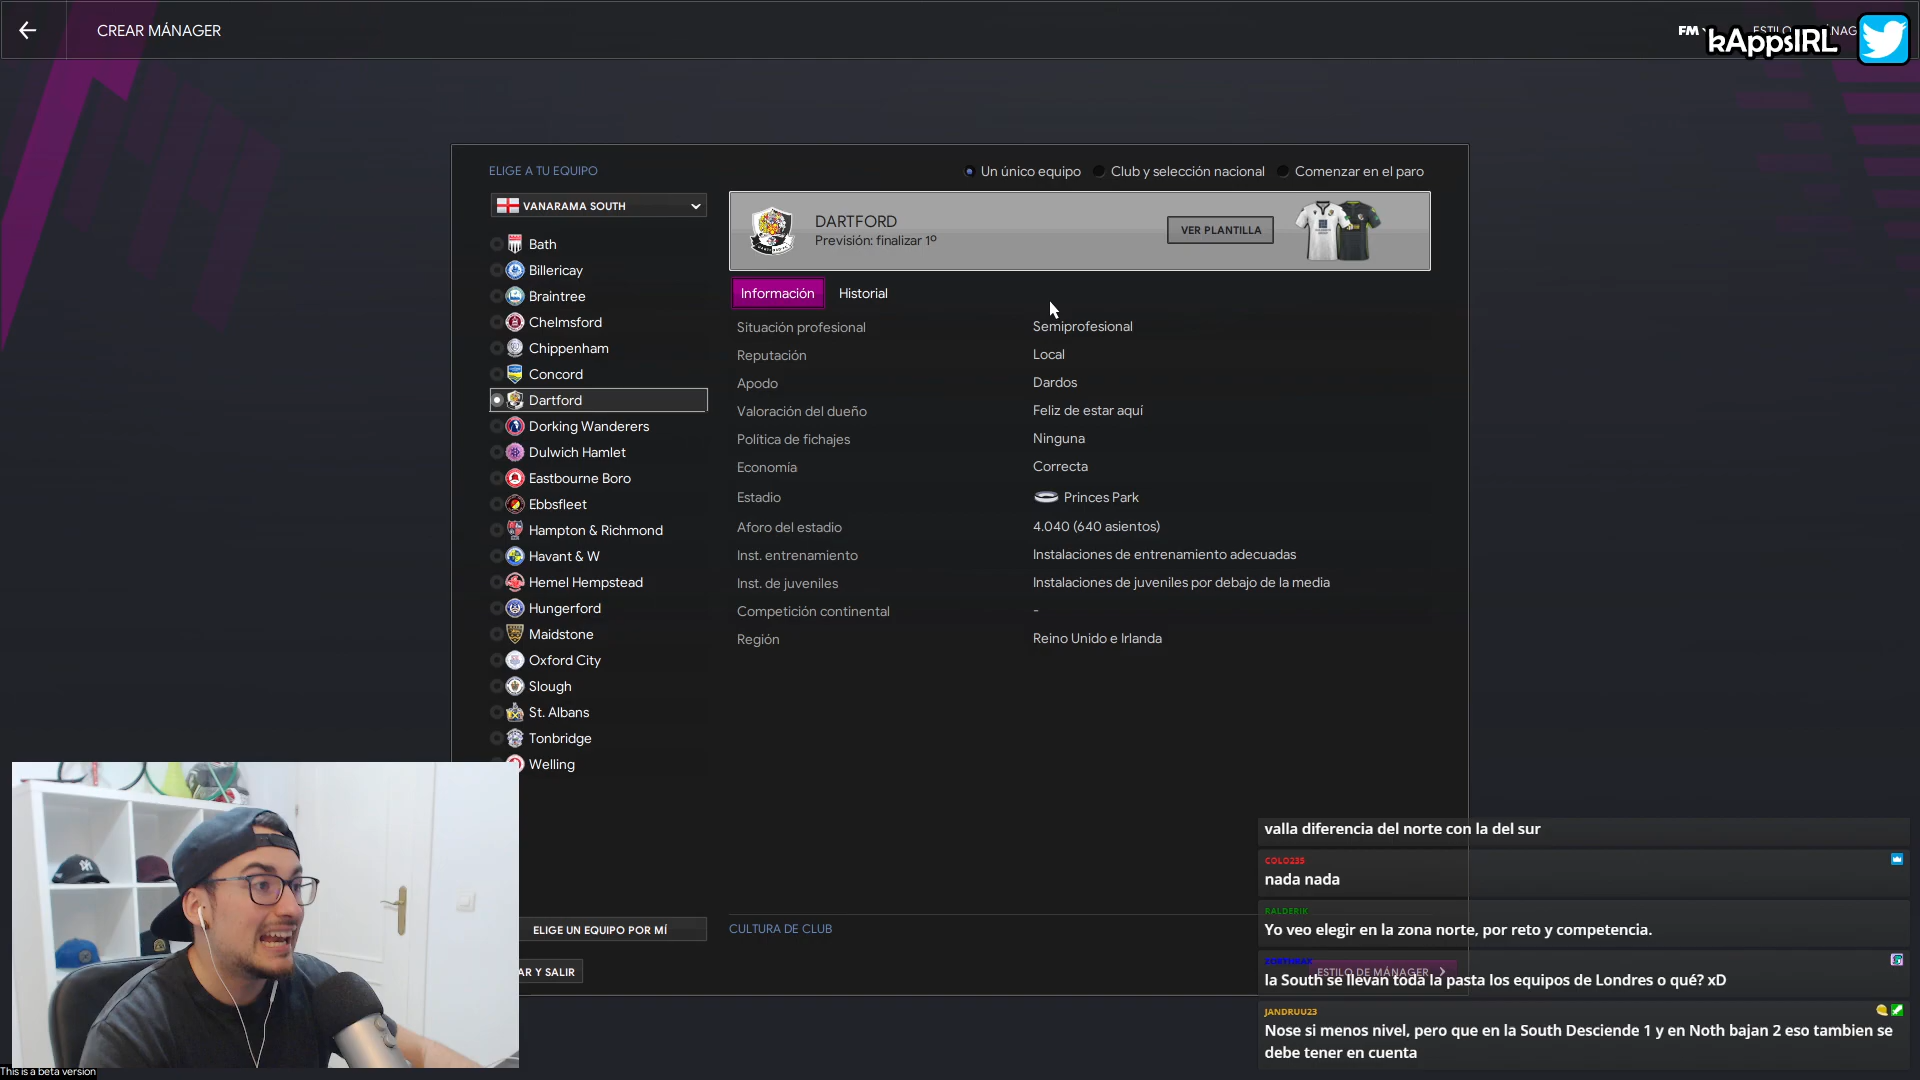 CREAR MÁNAGER
FM
kAppsIRL
ELIGE A TU EQUIPO
Un único equipo
Club y selección nacional
Comenzar en el paro
VANARAMA SOUTH
Bath
Billericay
Braintree
Chelmsford
Chippenham
Concord
Dartford
Dorking Wanderers
Dulwich Hamlet
Eastbourne Boro
Ebbsfleet
Hampton & Richmond
Havant & W
Hemel Hempstead
Hungerford
Maidstone
Oxford City
Slough
St. Albans
Tonbridge
Welling
DARTFORD
Previsión: finalizar 1º
VER PLANTILLA
Información
Historial
Situación profesional
Semiprofesional
Reputación
Local
Apodo
Dardos
Valoración del dueño
Feliz de estar aquí
Política de fichajes
Ninguna
Economía
Correcta
Estadio
Princes Park
Aforo del estadio
4.040 (640 asientos)
Inst. entrenamiento
Instalaciones de entrenamiento adecuadas
Inst. de juveniles
Instalaciones de juveniles por debajo de la media
Competición continental
-
Región
Reino Unido e Irlanda
ELIGE UN EQUIPO POR MÍ
CULTURA DE CLUB
AR Y SALIR
ESTILO DE MÁNAGER
valla diferencia del norte con la del sur
COLO235
nada nada
RALDERIK
Yo veo elegir en la zona norte, por reto y competencia.
la South se llevan toda la pasta los equipos de Londres o qué? xD
JANDRUU23
Nose si menos nivel, pero que en la South Desciende 1 y en Noth bajan 2 eso tambien se
debe tener en cuenta
This is a beta version